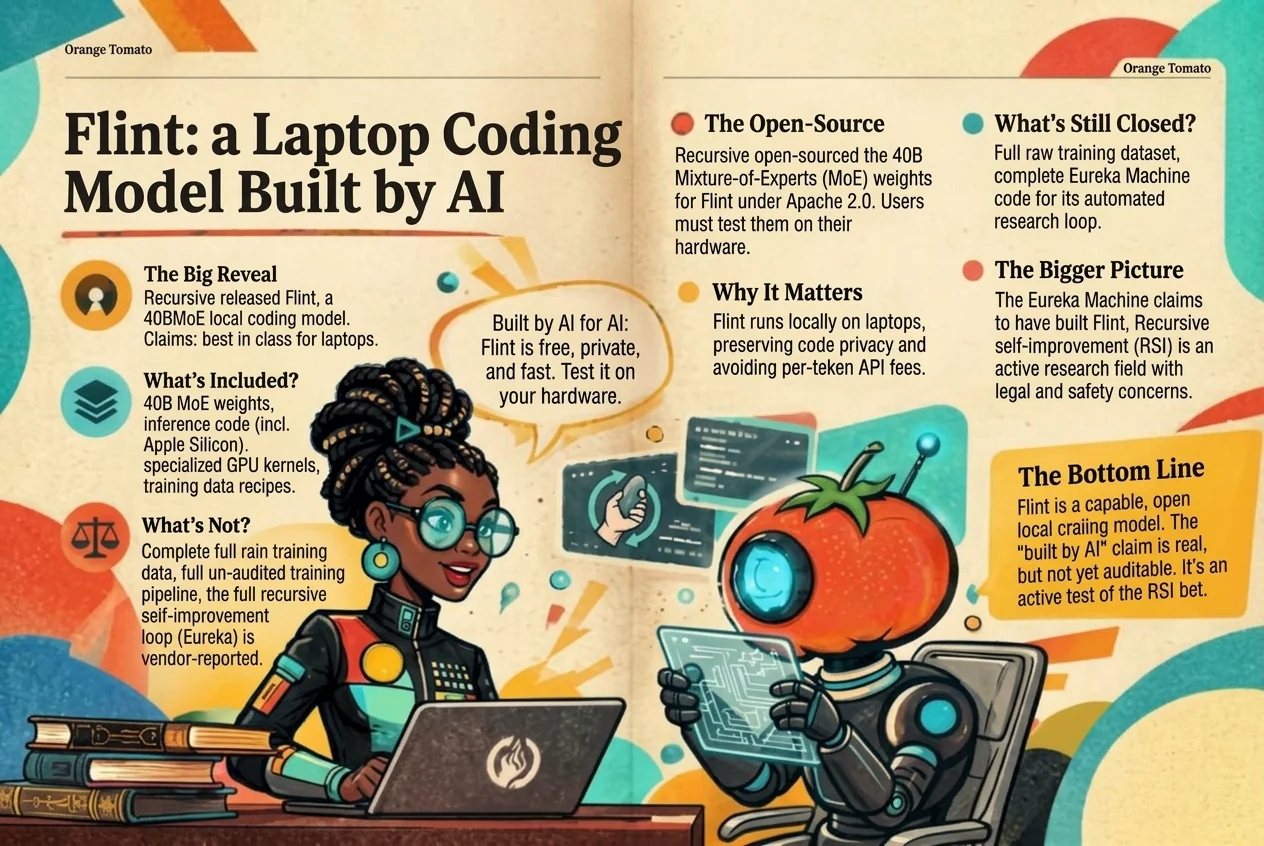 Orange Tomato
Flint: a Laptop Coding
Model Built by AI
The Big Reveal
Recursive released Flint, a
40BMoE local coding model.
Claims: best in class for laptops.
What's Included?
40B MoE weights,
inference code (incl.
Apple Silicon).
specialized GPU kernels,
training data recipes.
What's Not?
Complete full rain training
data, full un-audited training
pipeline, the full recursive
self-improvement
loop (Eureka) is
vendor-reported.
Built by AI for AI:
Flint is free, private,
and fast. Test it on
your hardware.
Orange Tomato
The Open-Source
Recursive open-sourced the 40B
Mixture-of-Experts (MoE) weights
for Flint under Apache 2.0. Users
must test them on their
hardware.
Why It Matters
Flint runs locally on laptops,
preserving code privacy and
avoiding per-teken API fees.
What's Still Closed?
Full raw training dataset,
complete Eureka Machine
code for its automated
research loop.
The Bigger Picture
The Eureka Machine claims
to have built Flint, Recursive
self-improvement (RSI) is an
active research field with
legal and safety concerns.
The Bottom Line
Flint is a capable, open
local craiing model. The
"built by AI" claim is real,
but not yet auditable. It's an
active test of the RSI bet.